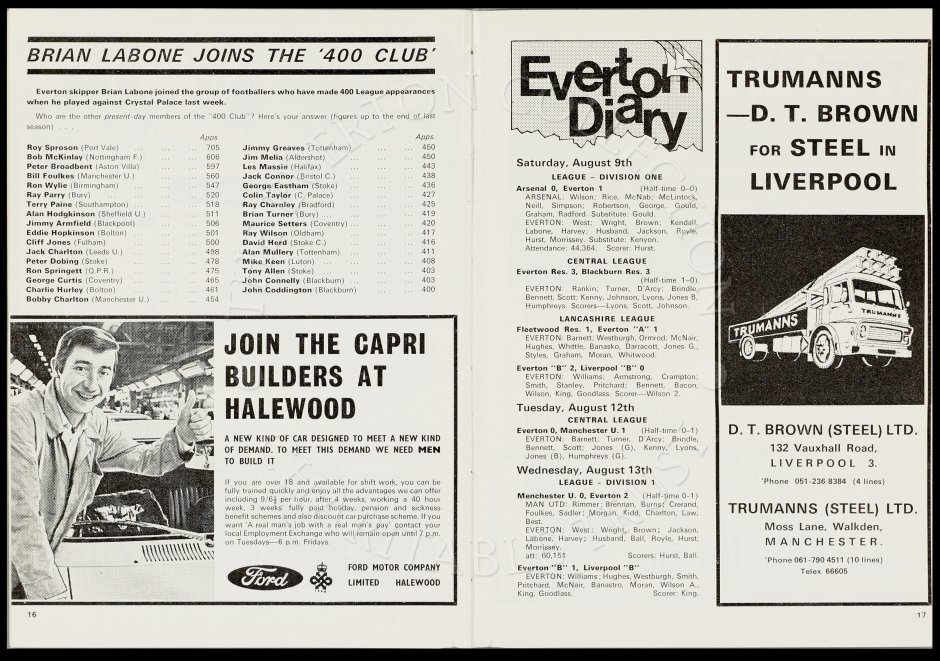 BRIAN LABONE JOINS THE '400 CLUB'
Everton skipper Brian Labone joined the group of footballers who have made 400 League appearances
when he played against Crystal Palace last week.
Who are the other present-day members of the "400 Club"? Here's your answer (figures up to the end of last
season) . . .
Apps.
Roy Sproson (Port Vale) ... 705
Bob McKinlay (Nottingham F.) ... 606
Peter Broadbent (Aston Villa) ... 597
Bill Foulkes (Manchester U.) ... 560
Ron Wylie (Birmingham) ... 547
Ray Parry (Bury) ... 520
Terry Paine (Southampton) ... 518
Alan Hodgkinson (Sheffield U.) ... 511
Jimmy Armfield (Blackpool) ... 506
Eddie Hopkinson (Bolton) ... 501
Cliff Jones (Fulham) ... 500
Jack Charlton (Leeds U.) ... 498
Peter Dobing (Stoke) ... 478
Ron Springett (Q.P.R.) ... 475
George Curtis (Coventry) ... 465
Charlie Hurley (Bolton) ... 461
Bobby Charlton (Manchester U.) ... 454
Apps.
Jimmy Greaves (Tottenham) ... 450
Jim Melia (Aldershot) ... 450
Les Massie (Halifax) ... 443
Jack Connor (Bristol C.) ... 438
George Eastham (Stoke) ... 436
Colin Taylor (C. Palace) ... 427
Ray Charnley (Bradford) ... 425
Brian Turner (Bury) ... 419
Maurice Setters (Coventry) ... 420
Ray Wilson (Oldham) ... 417
David Herd (Stoke C.) ... 416
Alan Mullery (Tottenham) ... 411
Mike Keen (Luton) ... 408
Tony Allen (Stoke) ... 403
John Connelly (Blackburn) ... 403
John Coddington (Blackburn) ... 400
JOIN THE CAPRI
BUILDERS AT
HALEWOOD
A NEW KIND OF CAR DESIGNED TO MEET A NEW KIND
OF DEMAND. TO MEET THIS DEMAND WE NEED MEN
TO BUILD IT
If you are over 18 and available for shift work, you can be
fully trained quickly and enjoy all the advantages we can offer
including 9/6½ per hour, after 4 weeks, working a 40 hour
week. 3 weeks' fully paid holiday, pension and sickness
benefit schemes and also discount car purchase scheme. If you
want 'A real man's job with a real man's pay' contact your
local Employment Exchange who will remain open until 7 p.m.
on Tuesdays—6 p.m. Fridays.
Ford
FORD MOTOR COMPANY
LIMITED HALEWOOD
16
Everton
Diary
Saturday, August 9th
LEAGUE – DIVISION ONE
Arsenal 0, Everton 1 (Half-time 0–0)
ARSENAL: Wilson; Rice, McNab, McLintock,
Neill, Simpson; Robertson, George, Gould,
Graham, Radford. Substitute: Gould.
EVERTON: West; Wright, Brown; Kendall,
Labone, Harvey; Husband, Jackson, Royle,
Hurst, Morrissey. Substitute: Kenyon.
Attendance: 44,364. Scorer: Hurst.
CENTRAL LEAGUE
Everton Res. 3, Blackburn Res. 3
(Half-time 1–0)
EVERTON: Rankin; Turner, D'Arcy; Brindle,
Bennett, Scott; Kenny, Johnson, Lyons, Jones B,
Humphreys. Scorers—Lyons, Scott, Johnson.
LANCASHIRE LEAGUE
Fleetwood Res. 1, Everton "A" 1
EVERTON: Barnett; Westburgh, Ormrod; McNair,
Hughes, Whittle, Banasko, Darracott, Jones G.,
Styles, Graham, Moran, Whitwood.
Everton "B" 2, Liverpool "B" 0
EVERTON: Williams; Armstrong, Crampton;
Smith, Stanley, Pritchard; Bennett, Bacon,
Wilson, King, Goodlass. Scorer—Wilson 2.
Tuesday, August 12th
CENTRAL LEAGUE
Everton 0, Manchester U. 1 (Half-time 0–1)
EVERTON: Barnett; Turner, D'Arcy; Brindle,
Bennett, Scott; Jones (G), Kenny, Lyons,
Jones (B), Humphreys (G).
Wednesday, August 13th
LEAGUE - DIVISION 1
Manchester U. 0, Everton 2 (Half-time 0-1)
MAN UTD: Rimmer; Brennan, Burns; Crerand,
Foulkes, Sadler; Morgan, Kidd, Charlton, Law,
Best.
EVERTON: West; Wright, Brown; Jackson,
Labone, Harvey; Husband, Ball, Royle, Hurst,
Morrissey.
att: 60,151 Scorers: Hurst, Ball.
Everton "B" 1, Liverpool "B"
EVERTON: Williams; Hughes, Westburgh, Smith,
Pritchard, McNair, Banastro, Moran, Wilson A.,
King, Goodlass. Scorer: King.
TRUMANNS
—D. T. BROWN
FOR STEEL IN
LIVERPOOL
TRUMANNS
TRUMANNS
D. T. BROWN (STEEL) LTD.
132 Vauxhall Road,
LIVERPOOL 3.
'Phone 051-236 8384 (4 lines)
TRUMANNS (STEEL) LTD.
Moss Lane, Walkden,
MANCHESTER.
'Phone 061-790 4511 (10 lines)
Telex 66605
17